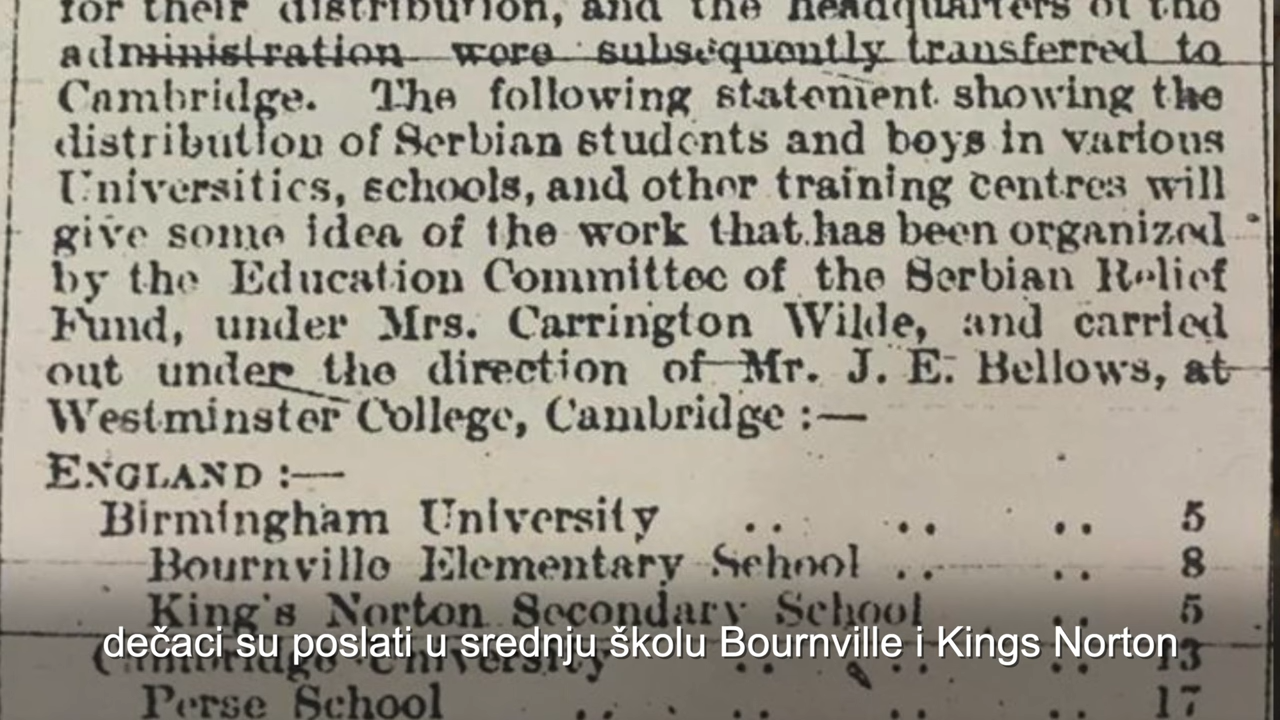 for their distribution, and the headquarters of the
administration were subsequently transferred to
Cambridge. The following statement showing the
distribution of Serbian students and boys in various
Universities, schools, and other training centres will
give some idea of the work that has been organized
by the Education Committee of the Serbian Relief
Fund, under Mrs. Carrington Wilde, and carried
out under the direction of Mr. J. E. Bellows, at
Westminster College, Cambridge :—
ENGLAND :—
Birmingham University .. .. .. 5
Bournville Elementary School .. .. 8
King's Norton Secondary School .. 5
dečaci su poslati u srednju školu Bournville i Kings Norton
Cambridge University .. .. .. 13
Perse School .. .. .. .. 17